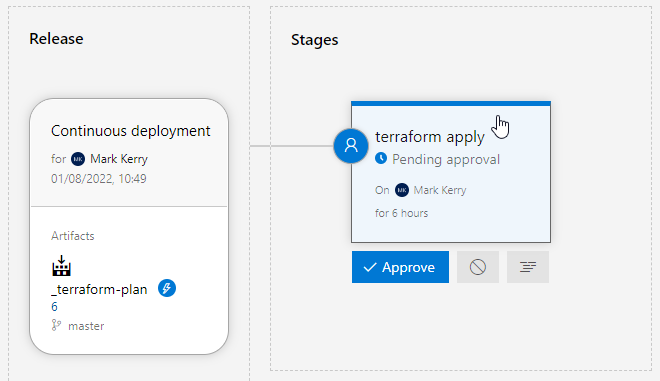 Release
Continuous deployment
for MK Mark Kerry
01/08/2022, 10:49
Artifacts
_terraform-plan
6
master
Stages
terraform apply
Pending approval
On MK Mark Kerry
for 6 hours
Approve